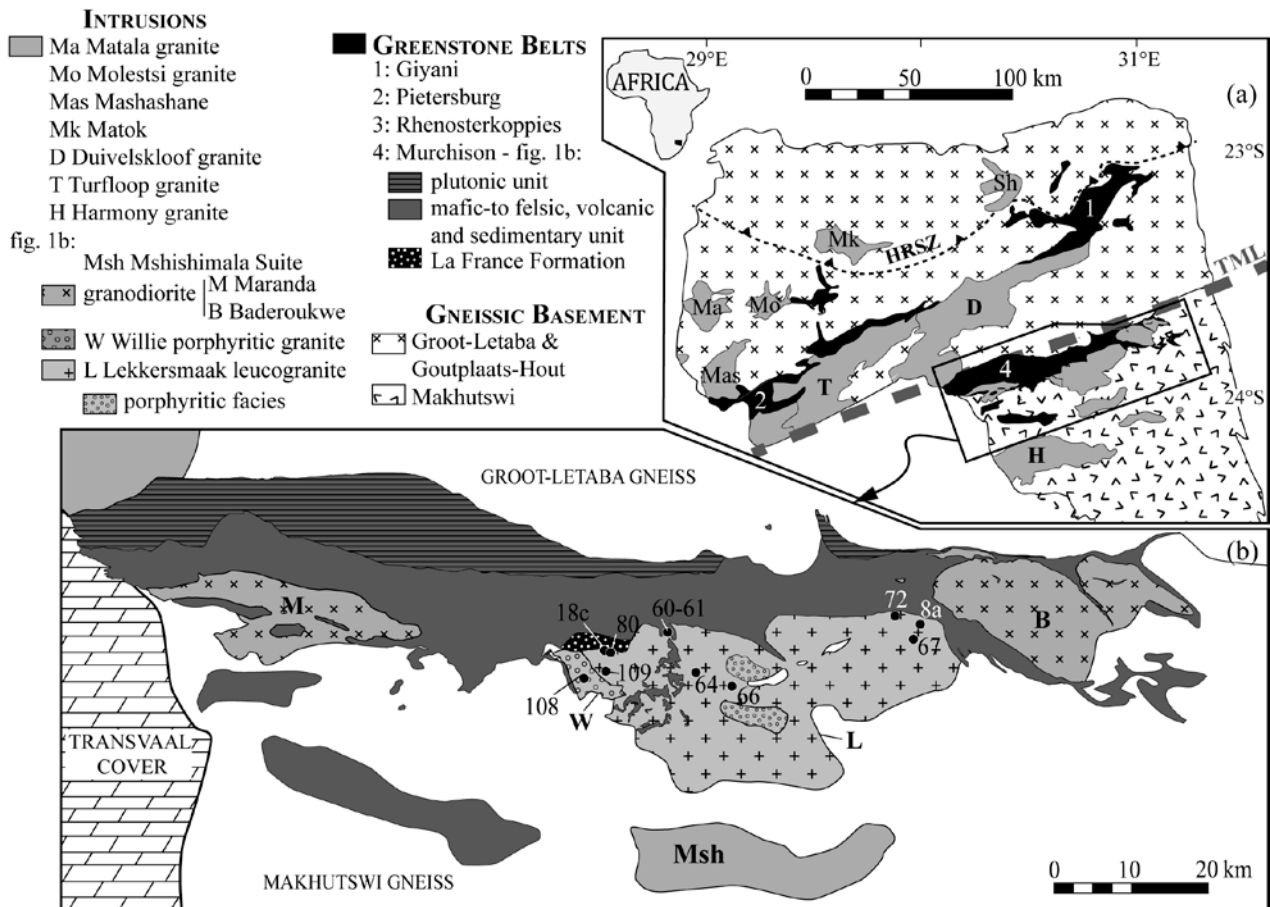 INTRUSIONS
Ma Matala granite
Mo Molestsi granite
Mas Mashashane
Mk Matok
D Duivelskloof granite
T Turfloop granite
H Harmony granite
fig. 1b:
Msh Mshishimala Suite
granodiorite
M Maranda
B Baderoukwe
W Willie porphyritic granite
L Lekkersmaak leucogranite
porphyritic facies
GREENSTONE BELTS
1: Giyani
2: Pietersburg
3: Rhenosterkoppies
4: Murchison - fig. 1b:
plutonic unit
mafic-to felsic, volcanic
and sedimentary unit
La France Formation
GNEISSIC BASEMENT
Groot-Letaba &
Goutplaats-Hout
Makhutswi
AFRICA
29°E
31°E
0 50 100 km
(a)
23°S
Sh
1
Mk
HRSZ
TML
Ma
Mo
D
4
Mas
24°S
2
T
H
GROOT-LETABA GNEISS
(b)
M
18c
80
60-61
72
8a
B
67
109
64
66
108
W
L
TRANSVAAL
COVER
Msh
MAKHUTSWI GNEISS
0 10 20 km